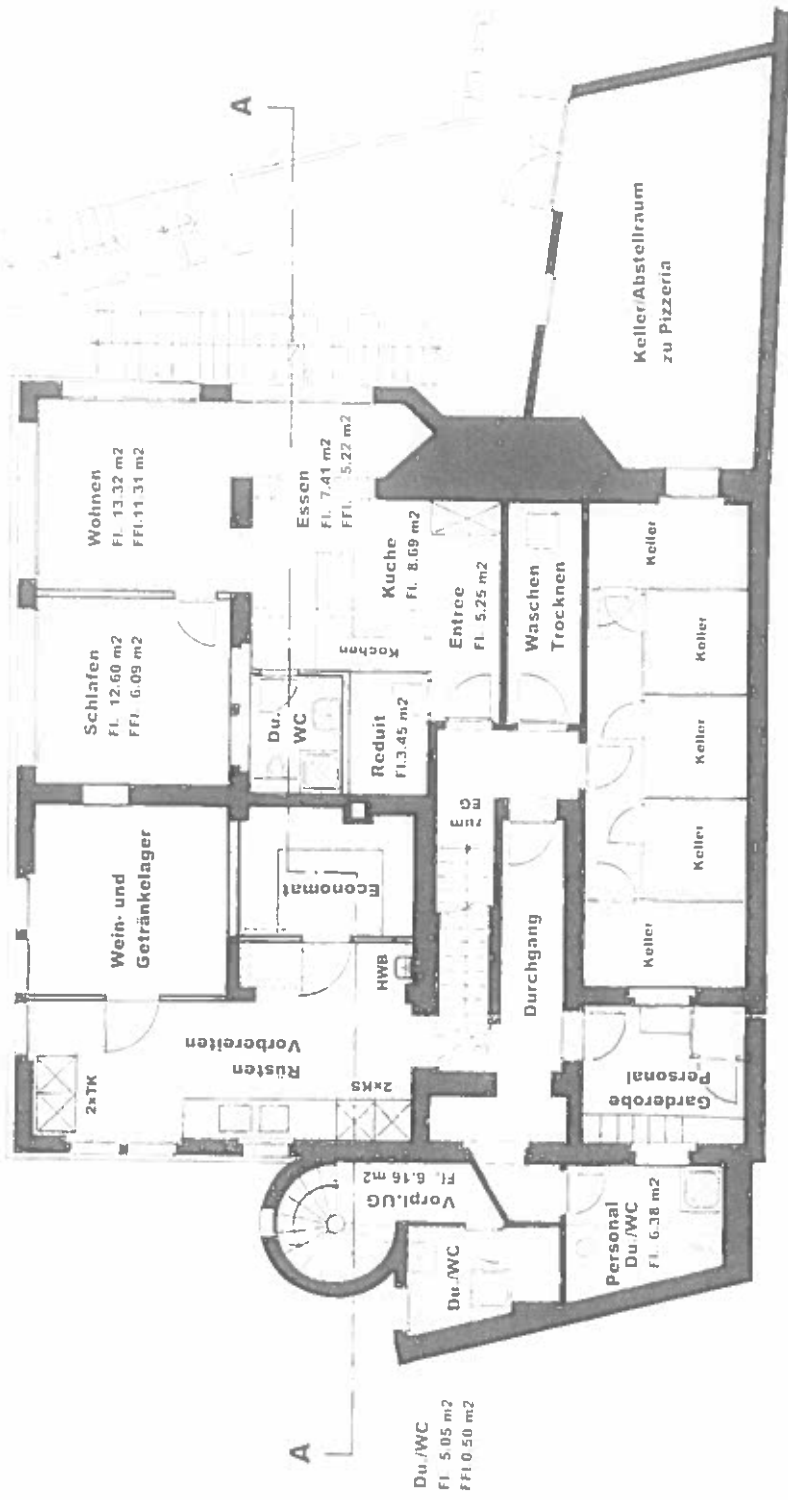 A
A
Wohnen
Fl. 13.32 m2
FFl. 11.31 m2
Schlafen
Fl. 12.60 m2
FFl. 6.09 m2
Wein- und
Getränkelager
2xTK
Rüsten
Vorbereiten
2xKS
HWB
Economat
Du.
WC
Reduit
Fl. 3.45 m2
Kochen
Küche
Fl. 8.69 m2
Essen
Fl. 7.41 m2
FFl. 5.22 m2
Entree
Fl. 5.25 m2
Waschen
Trocknen
zum
EG
Durchgang
Keller
Keller
Keller
Keller
Keller
Keller/Abstellraum
zu Pizzeria
Garderobe
Personal
Personal
Du./WC
Fl. 6.38 m2
Vorpl.UG
Fl. 6.16 m2
Du./WC
Du./WC
Fl. 5.05 m2
FFl.0.50 m2